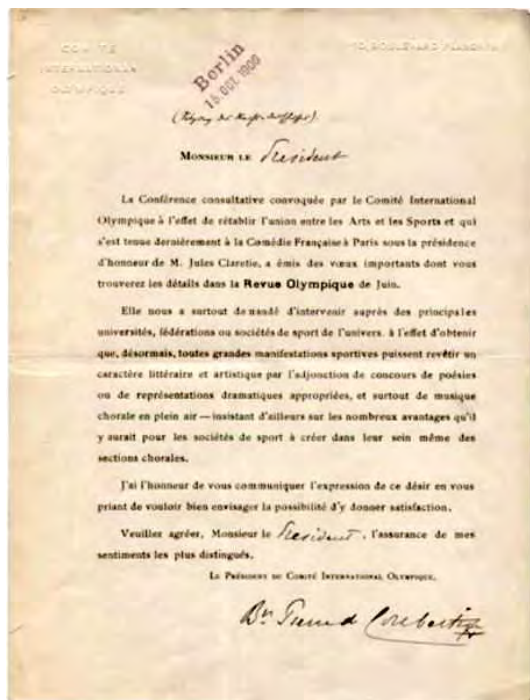 COMITÉ
INTERNATIONAL
OLYMPIQUE
Berlin
15. OCT. 1906
MONSIEUR LE Président
La Conférence consultative convoquée par le Comité International
Olympique à l'effet de rétablir l'union entre les Arts et les Sports et qui
s'est tenue dernièrement à la Comédie Française à Paris sous la présidence
d'honneur de M. Jules Claretie, a émis des vœux importants dont vous
trouverez les détails dans la Revue Olympique de Juin.
Elle nous a surtout demandé d'intervenir auprès des principales
universités, fédérations ou sociétés de sport de l'univers, à l'effet d'obtenir
que, désormais, toutes grandes manifestations sportives puissent revêtir un
caractère littéraire et artistique par l'adjonction de concours de poésies
ou de représentations dramatiques appropriées, et surtout de musique
chorale en plein air — insistant d'ailleurs sur les nombreux avantages qu'il
y aurait pour les sociétés de sport à créer dans leur sein même des
sections chorales.
J'ai l'honneur de vous communiquer l'expression de ce désir en vous
priant de vouloir bien envisager la possibilité d'y donner satisfaction.
Veuillez agréer, Monsieur le Président, l'assurance de mes
sentiments les plus distingués.
LE PRÉSIDENT DU COMITÉ INTERNATIONAL OLYMPIQUE,
Bn Pierre de Coubertin